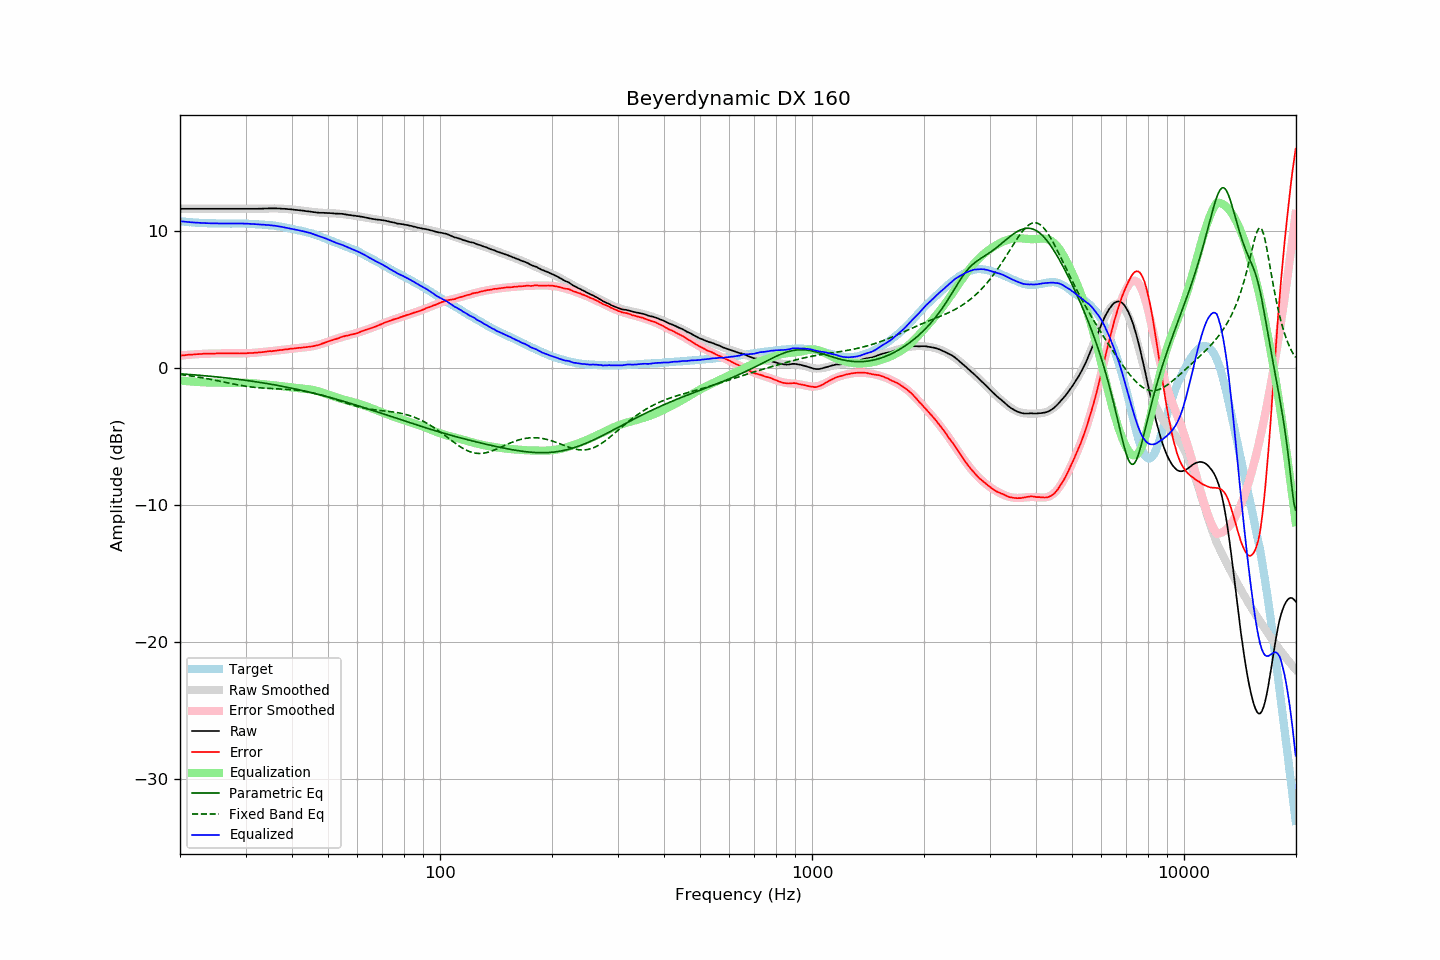 Beyerdynamic DX 160
Amplitude (dBr)
10
0
−10
−20
−30
Target
Raw Smoothed
Error Smoothed
Raw
Error
Equalization
Parametric Eq
Fixed Band Eq
Equalized
100
1000
10000
Frequency (Hz)